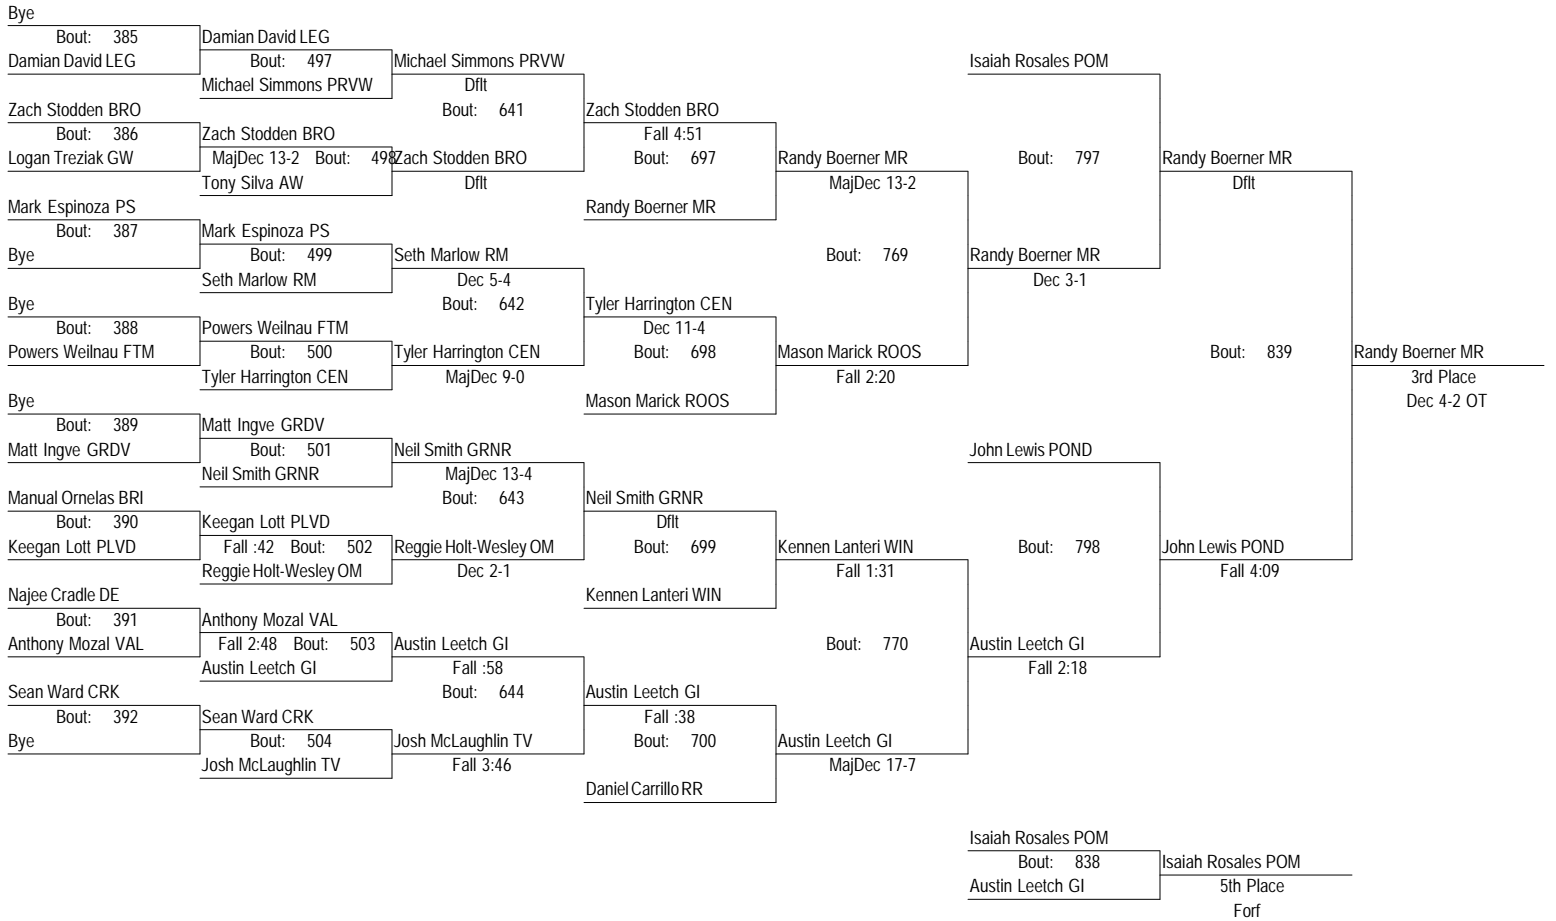 Bye
Bout: 385
Damian David LEG
Damian David LEG
Bout: 497
Michael Simmons PRVW
Michael Simmons PRVW
Dflt
Bout: 641
Zach Stodden BRO
Bout: 386
Logan Treziak GW
Zach Stodden BRO
MajDec 13-2 Bout: 498
Tony Silva AW
Zach Stodden BRO
Dflt
Zach Stodden BRO
Fall 4:51
Bout: 697
Randy Boerner MR
Randy Boerner MR
MajDec 13-2
Mark Espinoza PS
Bout: 387
Bye
Mark Espinoza PS
Bout: 499
Seth Marlow RM
Seth Marlow RM
Dec 5-4
Bout: 642
Bye
Bout: 388
Powers Weilnau FTM
Powers Weilnau FTM
Bout: 500
Tyler Harrington CEN
Tyler Harrington CEN
MajDec 9-0
Tyler Harrington CEN
Dec 11-4
Bout: 698
Mason Marick ROOS
Mason Marick ROOS
Fall 2:20
Bout: 769
Randy Boerner MR
Dec 3-1
Isaiah Rosales POM
Bout: 797
Randy Boerner MR
Dflt
Bye
Bout: 389
Matt Ingve GRDV
Matt Ingve GRDV
Bout: 501
Neil Smith GRNR
Neil Smith GRNR
MajDec 13-4
Bout: 643
Manual Ornelas BRI
Bout: 390
Keegan Lott PLVD
Keegan Lott PLVD
Fall :42 Bout: 502
Reggie Holt-Wesley OM
Reggie Holt-Wesley OM
Dec 2-1
Neil Smith GRNR
Dflt
Bout: 699
Kennen Lanteri WIN
Kennen Lanteri WIN
Fall 1:31
Najee Cradle DE
Bout: 391
Anthony Mozal VAL
Anthony Mozal VAL
Fall 2:48 Bout: 503
Austin Leetch GI
Austin Leetch GI
Fall :58
Bout: 644
Sean Ward CRK
Bout: 392
Bye
Sean Ward CRK
Bout: 504
Josh McLaughlin TV
Josh McLaughlin TV
Fall 3:46
Austin Leetch GI
Fall :38
Bout: 700
Daniel Carrillo RR
Austin Leetch GI
MajDec 17-7
Bout: 770
Austin Leetch GI
Fall 2:18
John Lewis POND
Bout: 798
John Lewis POND
Fall 4:09
Bout: 839
Randy Boerner MR
3rd Place
Dec 4-2 OT
Isaiah Rosales POM
Bout: 838
Austin Leetch GI
Isaiah Rosales POM
5th Place
Forf